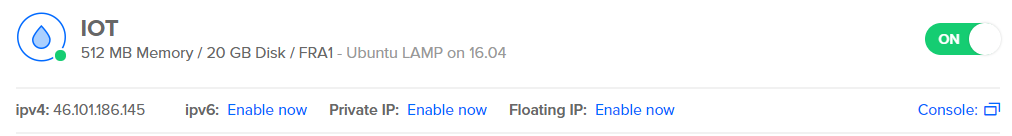 IOT
512 MB Memory / 20 GB Disk / FRA1 - Ubuntu LAMP on 16.04
ON
ipv4: 46.101.186.145 ipv6: Enable now Private IP: Enable now Floating IP: Enable now Console: